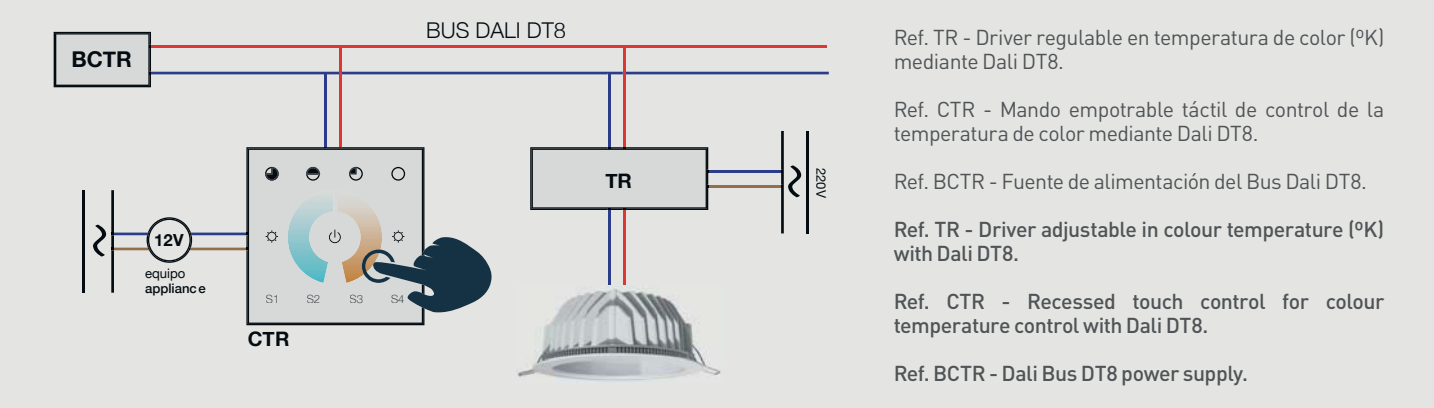 BUS DALI DT8
BCTR
TR
220V
12V
equipo
appliance
S1 S2 S3 S4
CTR
Ref. TR - Driver regulable en temperatura de color (ºK)
mediante Dali DT8.
Ref. CTR - Mando empotrable táctil de control de la
temperatura de color mediante Dali DT8.
Ref. BCTR - Fuente de alimentación del Bus Dali DT8.
Ref. TR - Driver adjustable in colour temperature (ºK)
with Dali DT8.
Ref. CTR - Recessed touch control for colour
temperature control with Dali DT8.
Ref. BCTR - Dali Bus DT8 power supply.